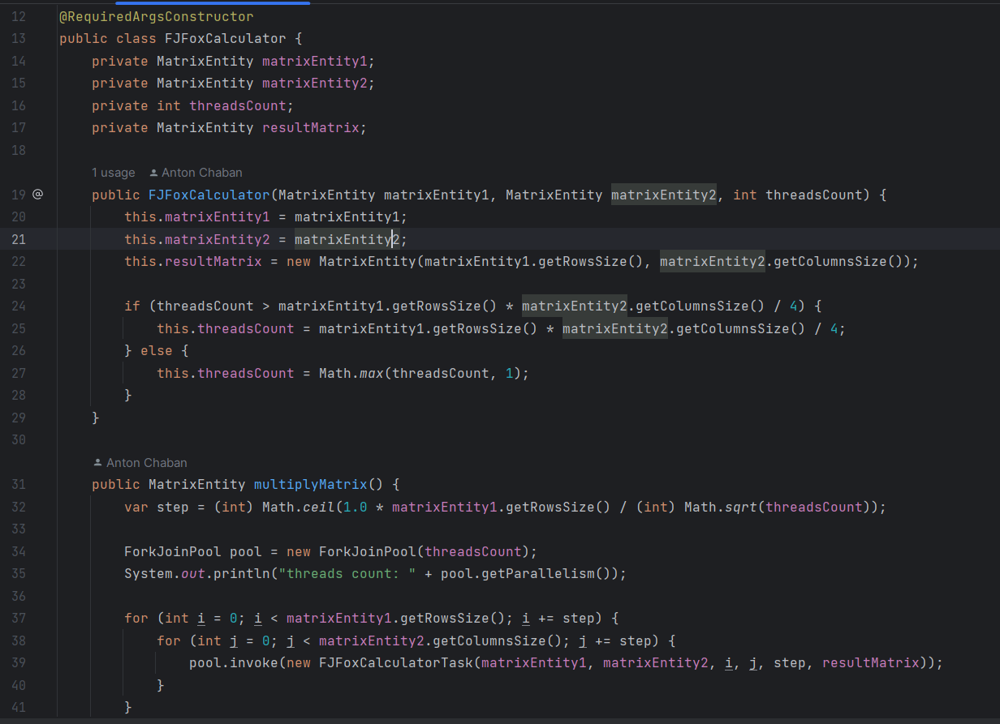 12 @RequiredArgsConstructor
13 public class FJFoxCalculator {
14     private MatrixEntity matrixEntity1;
15     private MatrixEntity matrixEntity2;
16     private int threadsCount;
17     private MatrixEntity resultMatrix;
18
1 usage Anton Chaban
19 @ public FJFoxCalculator(MatrixEntity matrixEntity1, MatrixEntity matrixEntity2, int threadsCount) {
20         this.matrixEntity1 = matrixEntity1;
21         this.matrixEntity2 = matrixEntity2;
22         this.resultMatrix = new MatrixEntity(matrixEntity1.getRowsSize(), matrixEntity2.getColumnsSize());
23
24         if (threadsCount > matrixEntity1.getRowsSize() * matrixEntity2.getColumnsSize() / 4) {
25             this.threadsCount = matrixEntity1.getRowsSize() * matrixEntity2.getColumnsSize() / 4;
26         } else {
27             this.threadsCount = Math.max(threadsCount, 1);
28         }
29     }
30
Anton Chaban
31     public MatrixEntity multiplyMatrix() {
32         var step = (int) Math.ceil(1.0 * matrixEntity1.getRowsSize() / (int) Math.sqrt(threadsCount));
33
34         ForkJoinPool pool = new ForkJoinPool(threadsCount);
35         System.out.println("threads count: " + pool.getParallelism());
36
37         for (int i = 0; i < matrixEntity1.getRowsSize(); i += step) {
38             for (int j = 0; j < matrixEntity2.getColumnsSize(); j += step) {
39                 pool.invoke(new FJFoxCalculatorTask(matrixEntity1, matrixEntity2, i, j, step, resultMatrix));
40             }
41         }